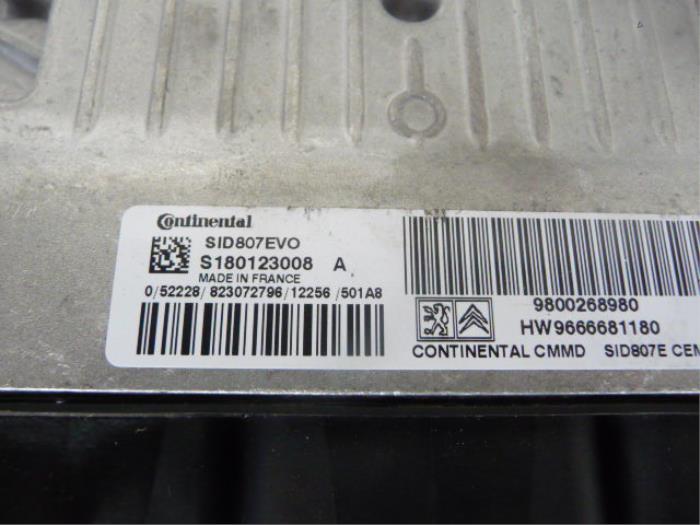 Continental
SID807EVO
S180123008 A
MADE IN FRANCE
0/52228/823072796/12256/501A8
9800268980
HW9666681180
CONTINENTAL CMMD SID807E CEM